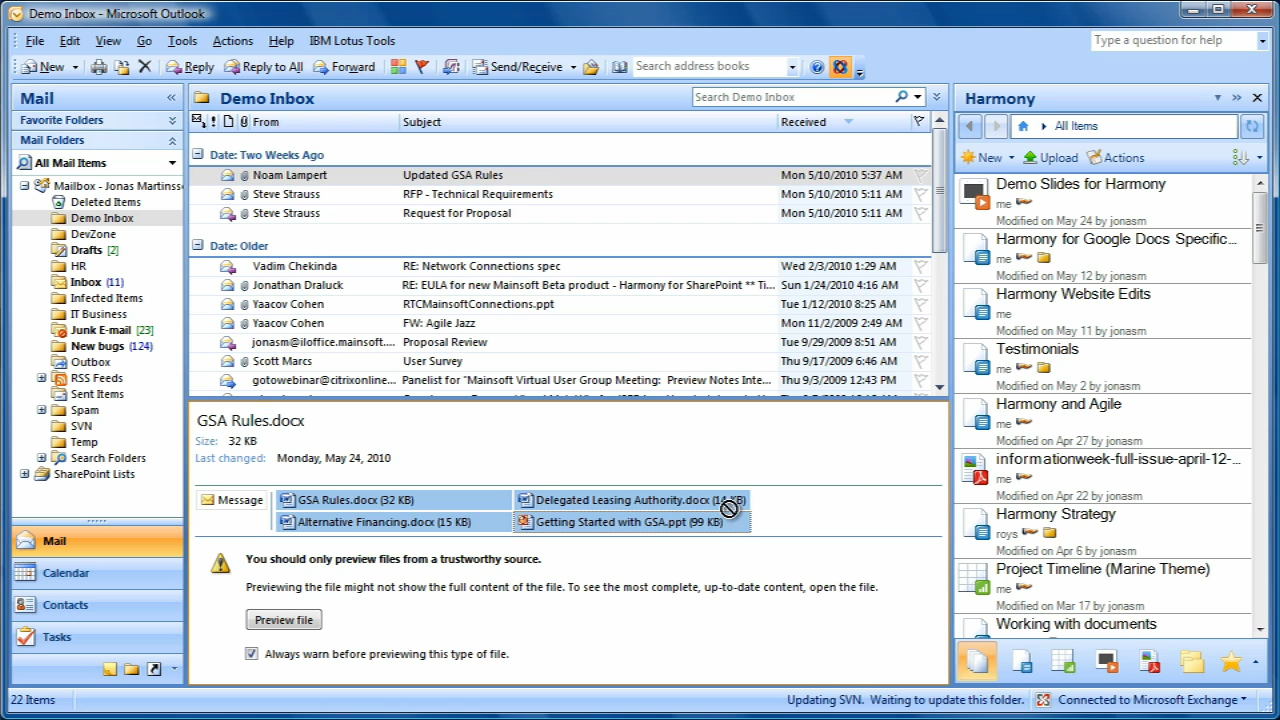 Demo Inbox - Microsoft Outlook
File Edit View Go Tools Actions Help IBM Lotus Tools
Type a question for help
New Reply Reply to All Forward Send/Receive Search address books
Mail
Favorite Folders
Mail Folders
All Mail Items
Mailbox - Jonas Martinss
Deleted Items
Demo Inbox
DevZone
Drafts [2]
HR
Inbox (11)
Infected Items
IT Business
Junk E-mail [23]
New bugs (124)
Outbox
RSS Feeds
Sent Items
Spam
SVN
Temp
Search Folders
SharePoint Lists
Mail
Calendar
Contacts
Tasks
Demo Inbox
Search Demo Inbox
From Subject Received
Date: Two Weeks Ago
Noam Lampert Updated GSA Rules Mon 5/10/2010 5:37 AM
Steve Strauss RFP - Technical Requirements Mon 5/10/2010 5:11 AM
Steve Strauss Request for Proposal Mon 5/10/2010 5:11 AM
Date: Older
Vadim Chekinda RE: Network Connections spec Wed 2/3/2010 1:29 AM
Jonathan Draluck RE: EULA for new Mainsoft Beta product - Harmony for SharePoint ** Ti... Sun 1/24/2010 4:16 AM
Yaacov Cohen RTCMainsoftConnections.ppt Tue 1/12/2010 8:25 AM
Yaacov Cohen FW: Agile Jazz Mon 11/2/2009 2:49 AM
jonasm@iloffice.mainsoft.... Proposal Review Tue 9/29/2009 8:51 AM
Scott Marcs User Survey Thu 9/17/2009 6:46 AM
gotowebinar@citrixonline... Panelist for "Mainsoft Virtual User Group Meeting: Preview Notes Inte... Thu 9/3/2009 12:43 PM
GSA Rules.docx
Size: 32 KB
Last changed: Monday, May 24, 2010
Message GSA Rules.docx (32 KB) Delegated Leasing Authority.docx (14 KB)
Alternative Financing.docx (15 KB) Getting Started with GSA.ppt (99 KB)
You should only preview files from a trustworthy source.
Previewing the file might not show the full content of the file. To see the most complete, up-to-date content, open the file.
Preview file
Always warn before previewing this type of file.
Harmony
All Items
New Upload Actions
Demo Slides for Harmony
me
Modified on May 24 by jonasm
Harmony for Google Docs Specific...
me
Modified on May 12 by jonasm
Harmony Website Edits
me
Modified on May 11 by jonasm
Testimonials
me
Modified on May 2 by jonasm
Harmony and Agile
me
Modified on Apr 27 by jonasm
informationweek-full-issue-april-12-...
me
Modified on Apr 12 by jonasm
Harmony Strategy
roys
Modified on Apr 6 by jonasm
Project Timeline (Marine Theme)
me
Modified on Mar 17 by jonasm
Working with documents
22 Items
Updating SVN. Waiting to update this folder. Connected to Microsoft Exchange